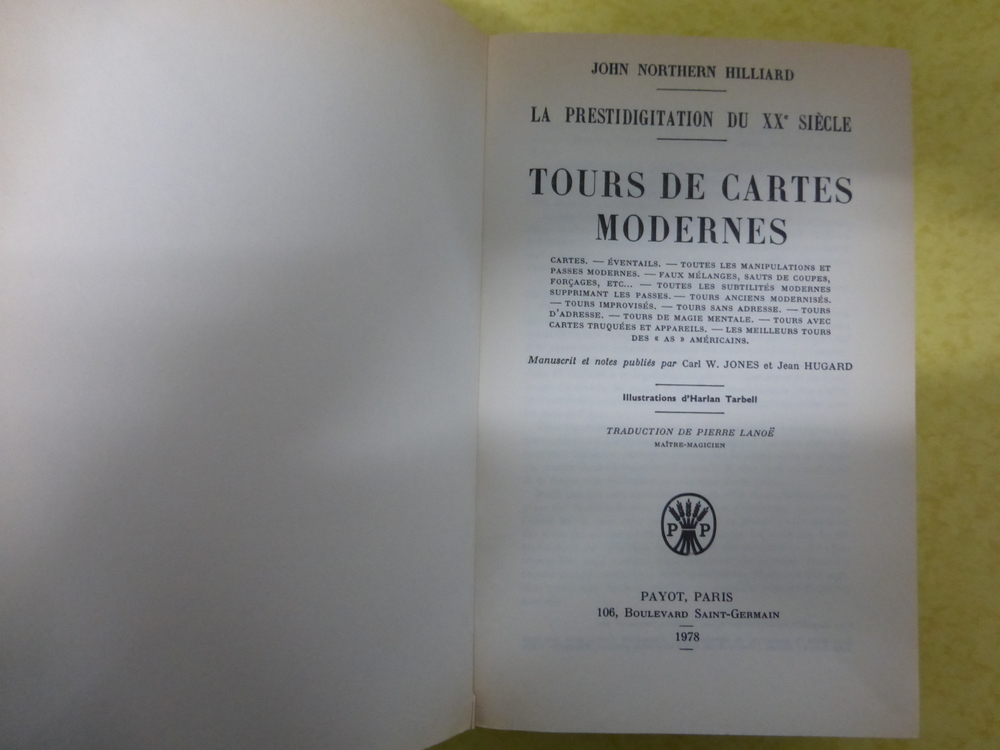 JOHN NORTHERN HILLIARD
LA PRESTIDIGITATION DU XXe SIÈCLE
TOURS DE CARTES
MODERNES
CARTES. — ÉVENTAILS. — TOUTES LES MANIPULATIONS ET
PASSES MODERNES. — FAUX MÉLANGES, SAUTS DE COUPES,
FORÇAGES, ETC... — TOUTES LES SUBTILITÉS MODERNES
SUPPRIMANT LES PASSES. — TOURS ANCIENS MODERNISÉS.
— TOURS IMPROVISÉS. — TOURS SANS ADRESSE. — TOURS
D'ADRESSE. — TOURS DE MAGIE MENTALE. — TOURS AVEC
CARTES TRUQUÉES ET APPAREILS. — LES MEILLEURS TOURS
DES « AS » AMÉRICAINS.
Manuscrit et notes publiés par Carl W. JONES et Jean HUGARD
Illustrations d'Harlan Tarbell
TRADUCTION DE PIERRE LANOË
MAÎTRE-MAGICIEN
P P
PAYOT, PARIS
106, BOULEVARD SAINT-GERMAIN
1978